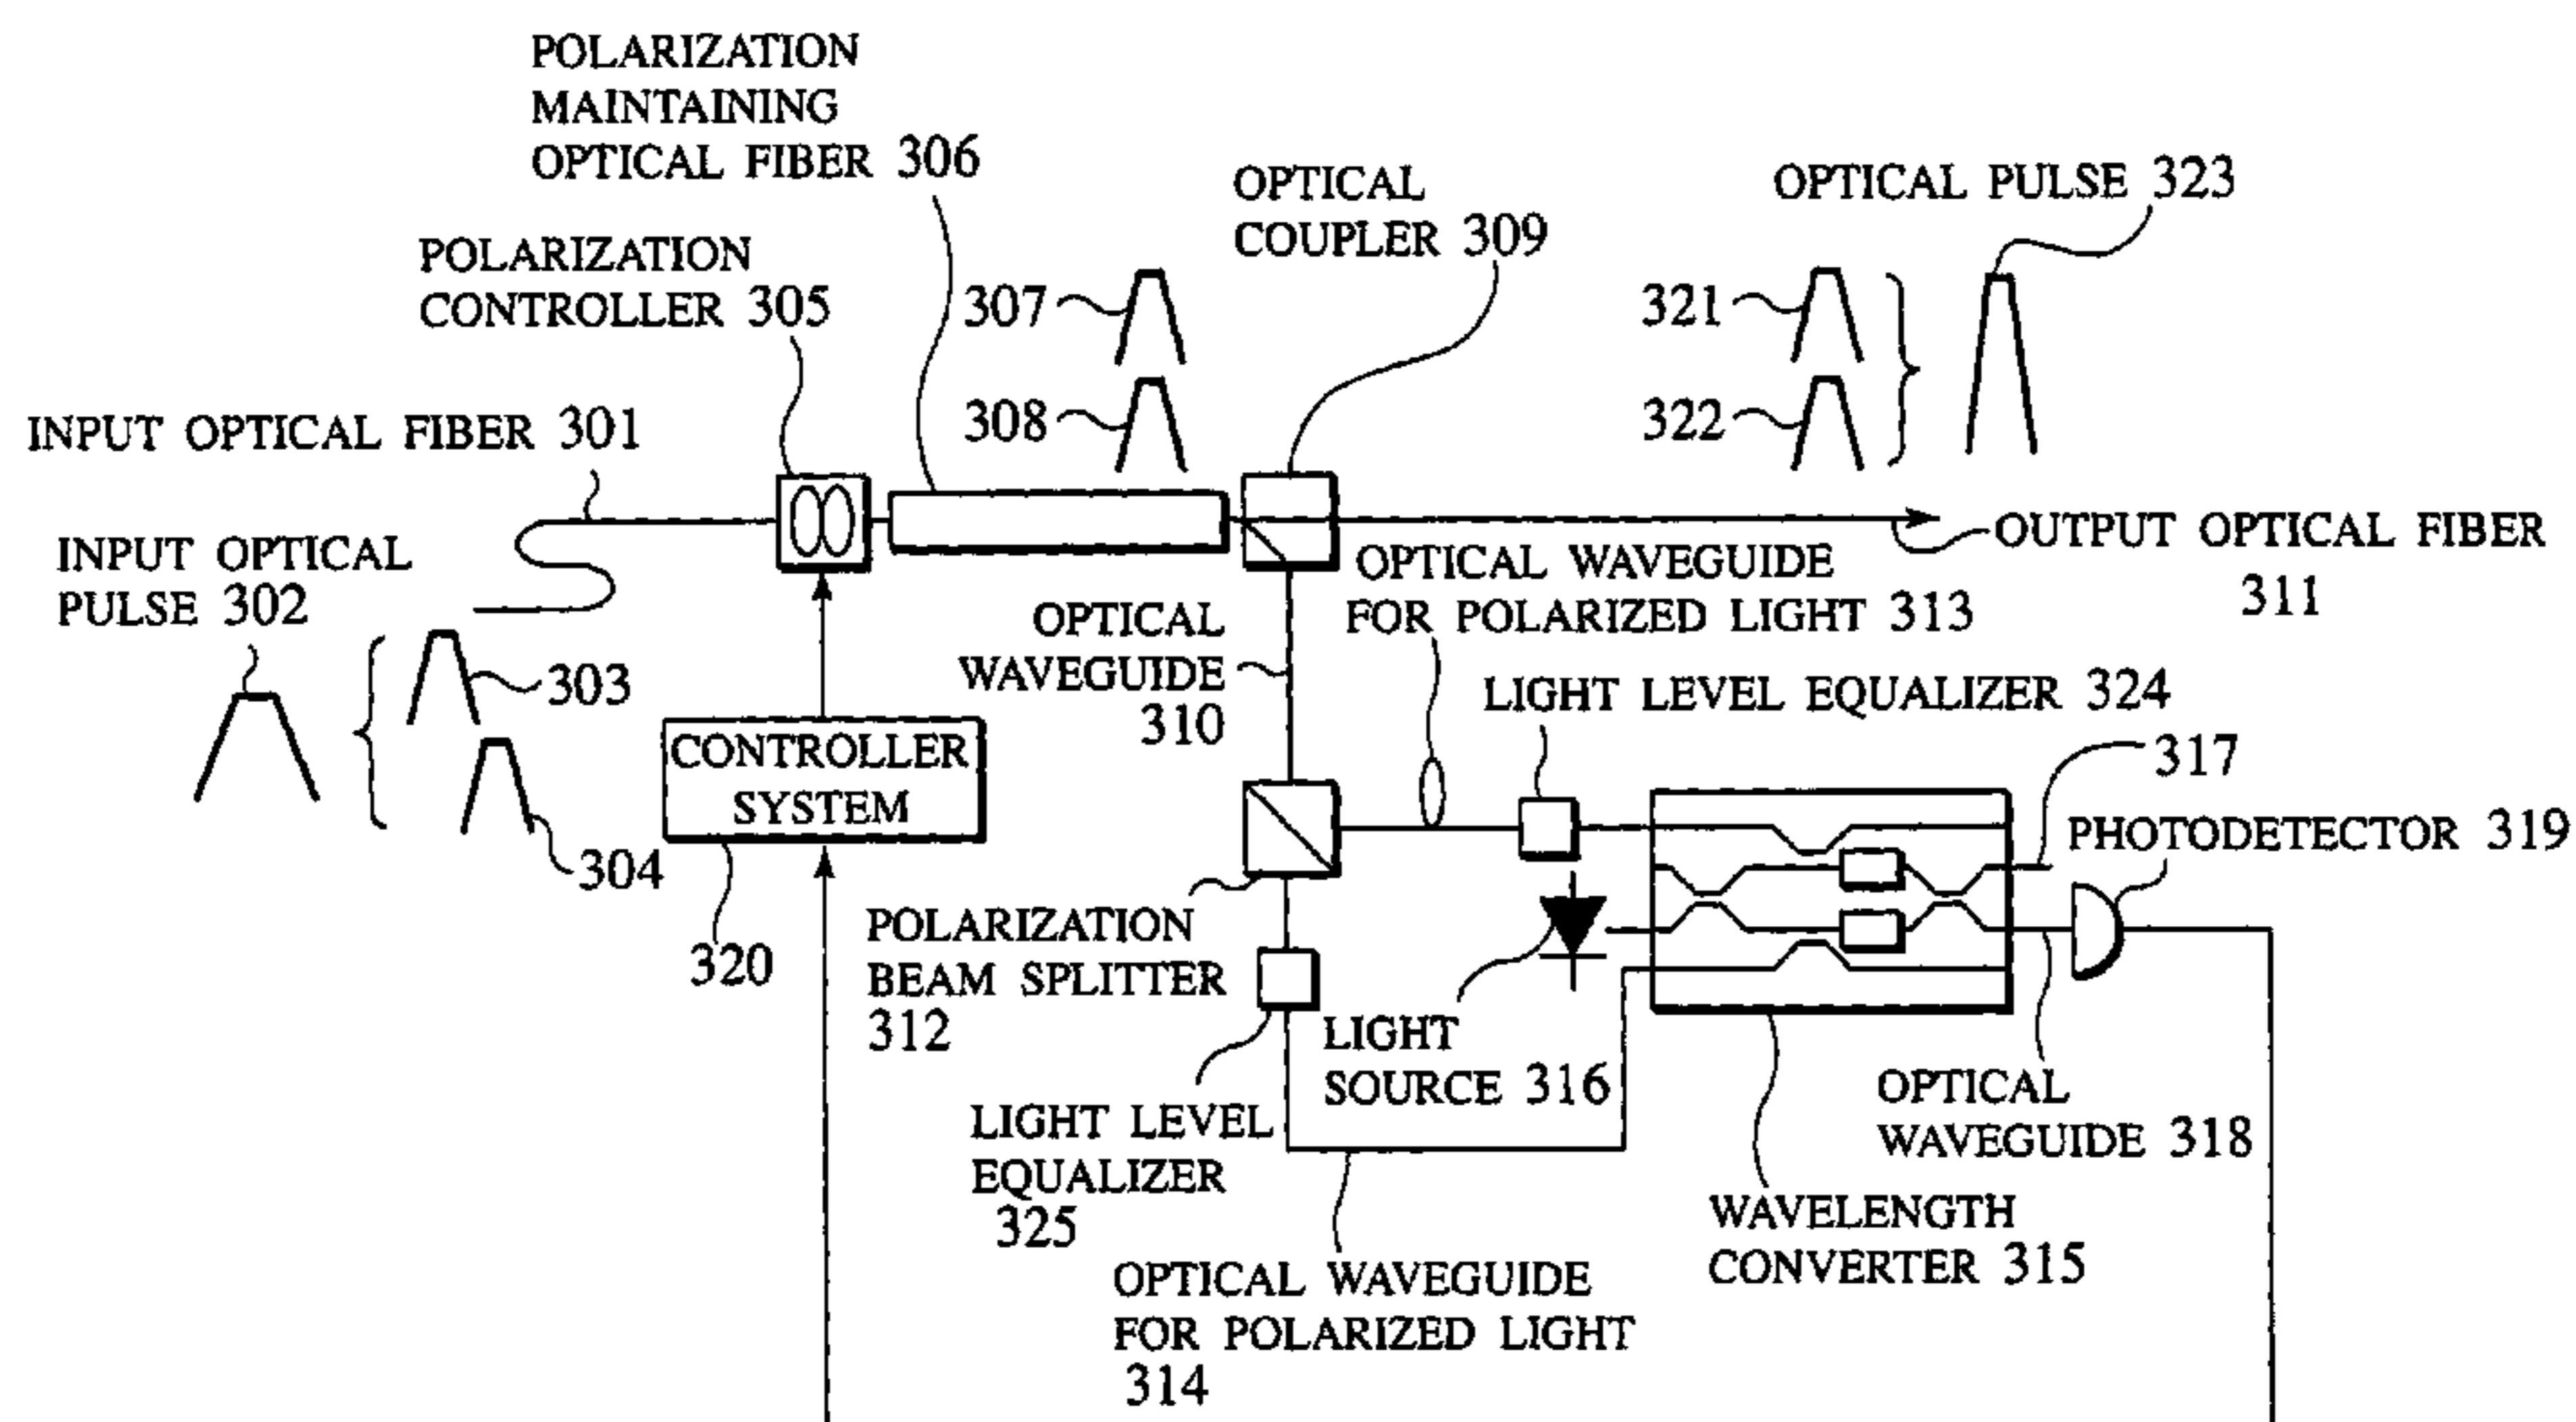 POLARIZATION
MAINTAINING
OPTICAL FIBER 306
OPTICAL
COUPLER 309
OPTICAL PULSE 323
POLARIZATION
CONTROLLER 305
307
308
321
322
INPUT OPTICAL FIBER 301
INPUT OPTICAL
PULSE 302
303
304
OUTPUT OPTICAL FIBER
311
OPTICAL WAVEGUIDE
FOR POLARIZED LIGHT 313
OPTICAL
WAVEGUIDE
310
LIGHT LEVEL EQUALIZER 324
317
PHOTODETECTOR 319
CONTROLLER
SYSTEM
320
POLARIZATION
BEAM SPLITTER
312
LIGHT
SOURCE 316
LIGHT LEVEL
EQUALIZER
325
OPTICAL
WAVEGUIDE 318
WAVELENGTH
CONVERTER 315
OPTICAL WAVEGUIDE
FOR POLARIZED LIGHT
314